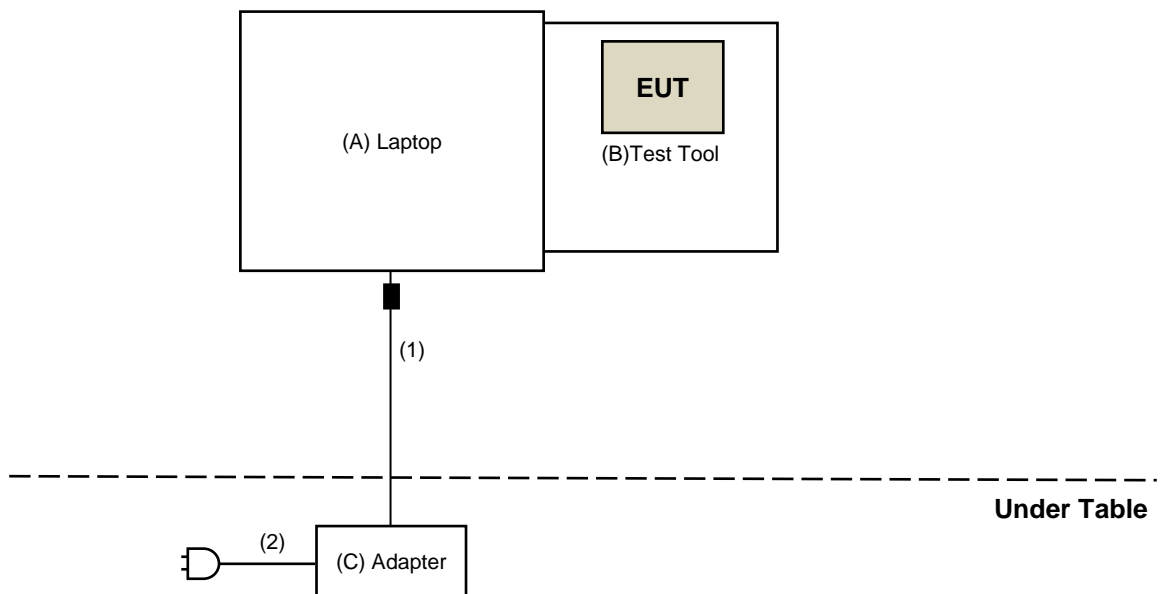 EUT
(A) Laptop
(B)Test Tool
(1)
Under Table
(2)
(C) Adapter